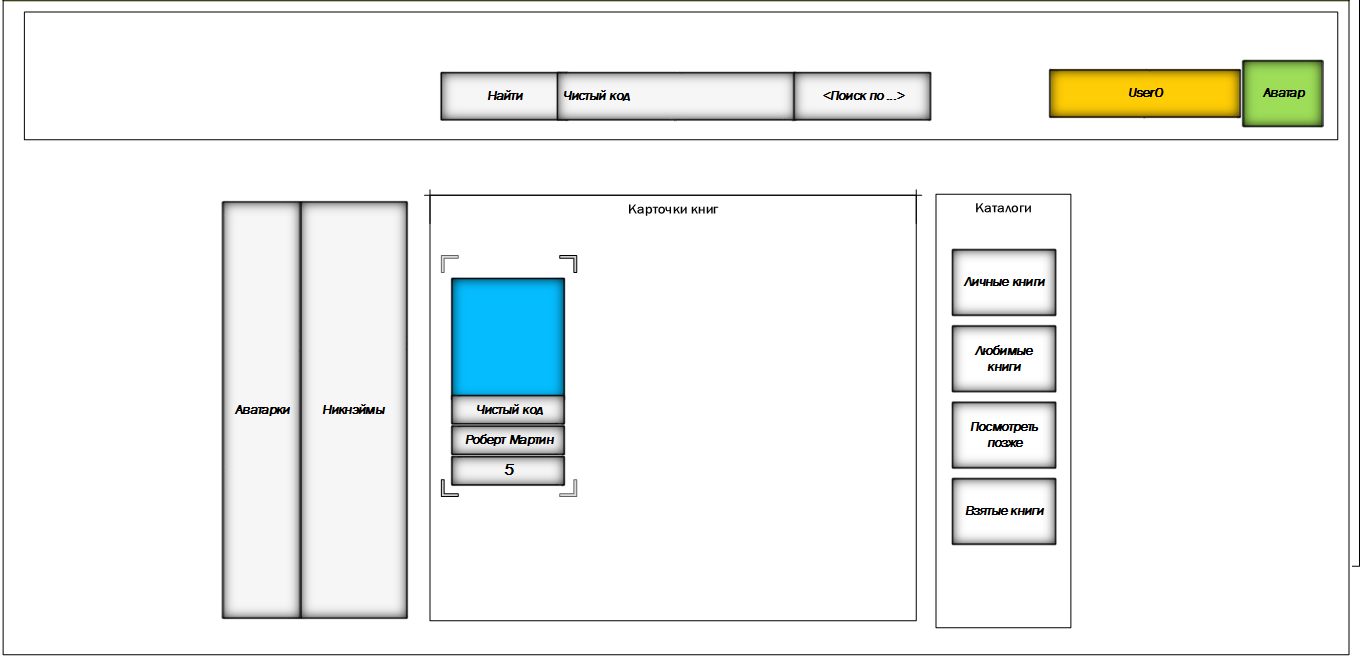 Найти
Чистый код
<Поиск по ...>
User0
Аватар
Аватарки
Никнэймы
Карточки книг
Чистый код
Роберт Мартин
5
Каталоги
Личные книги
Любимые
книги
Посмотреть
позже
Взятые книги